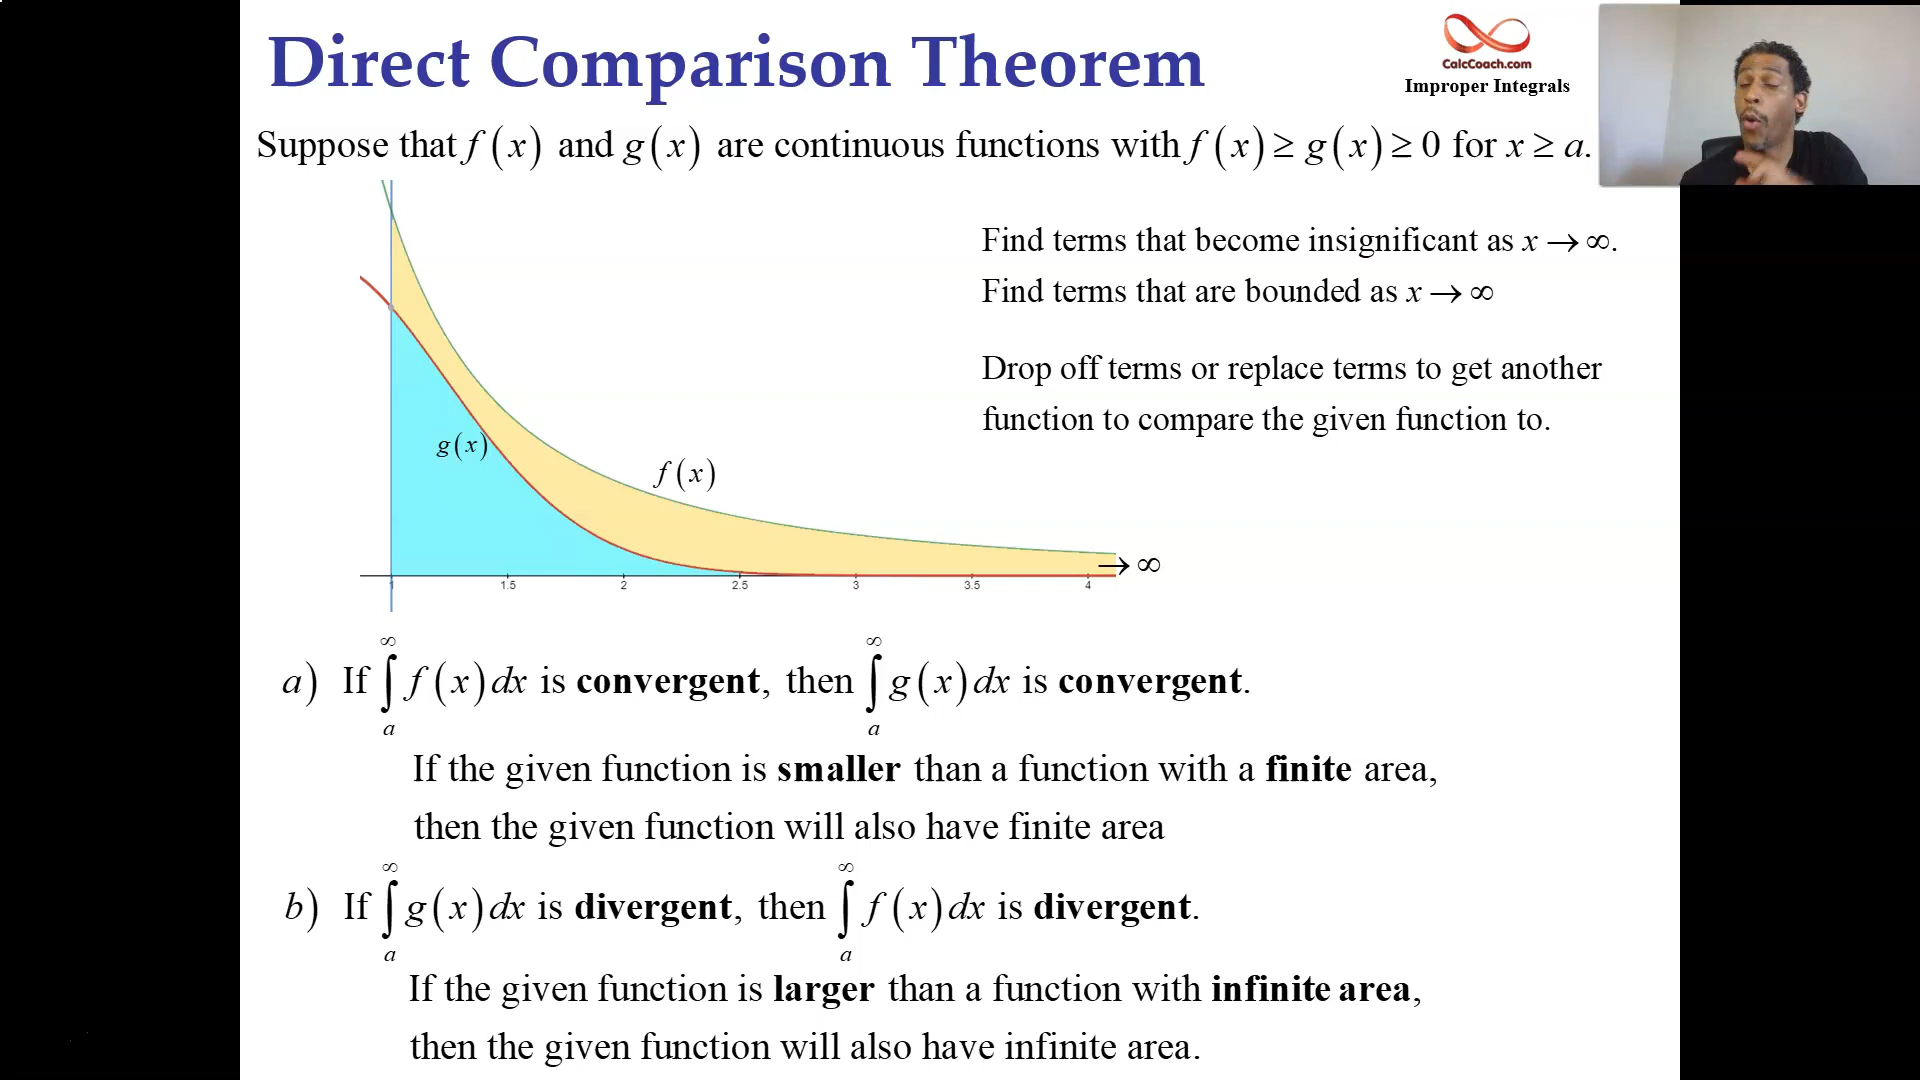 Direct Comparison Theorem
CalcCoach.com
Improper Integrals
Suppose that f(x) and g(x) are continuous functions with f(x) ≥ g(x) ≥ 0 for x ≥ a.
Find terms that become insignificant as x → ∞.
Find terms that are bounded as x → ∞
Drop off terms or replace terms to get another
function to compare the given function to.
g(x)
f(x)
→ ∞
1 1.5 2 2.5 3 3.5 4
a) If ∫_a^∞ f(x)dx is convergent, then ∫_a^∞ g(x)dx is convergent.
If the given function is smaller than a function with a finite area,
then the given function will also have finite area
b) If ∫_a^∞ g(x)dx is divergent, then ∫_a^∞ f(x)dx is divergent.
If the given function is larger than a function with infinite area,
then the given function will also have infinite area.